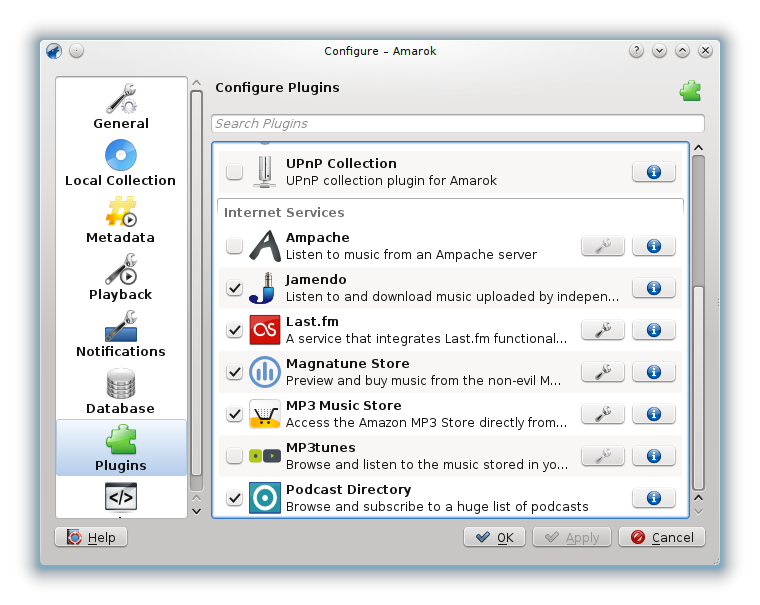 Configure – Amarok
General
Local Collection
Metadata
Playback
Notifications
Database
Plugins
Configure Plugins
Search Plugins
UPnP Collection
UPnP collection plugin for Amarok
Internet Services
Ampache
Listen to music from an Ampache server
Jamendo
Listen to and download music uploaded by indepen...
Last.fm
A service that integrates Last.fm functional...
Magnatune Store
Preview and buy music from the non-evil M...
MP3 Music Store
Access the Amazon MP3 Store directly from...
MP3tunes
Browse and listen to the music stored in yo...
Podcast Directory
Browse and subscribe to a huge list of podcasts
Help
OK
Apply
Cancel